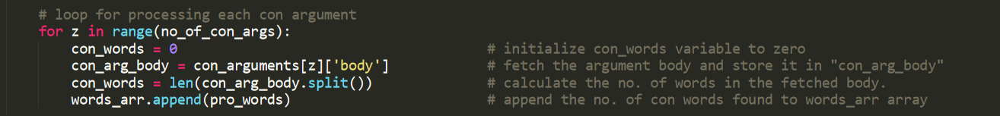 # loop for processing each con argument
for z in range(no_of_con_args):
con_words = 0 # initialize con_words variable to zero
con_arg_body = con_arguments[z]['body'] # fetch the argument body and store it in "con_arg_body"
con_words = len(con_arg_body.split()) # calculate the no. of words in the fetched body.
words_arr.append(pro_words) # append the no. of con words found to words_arr array